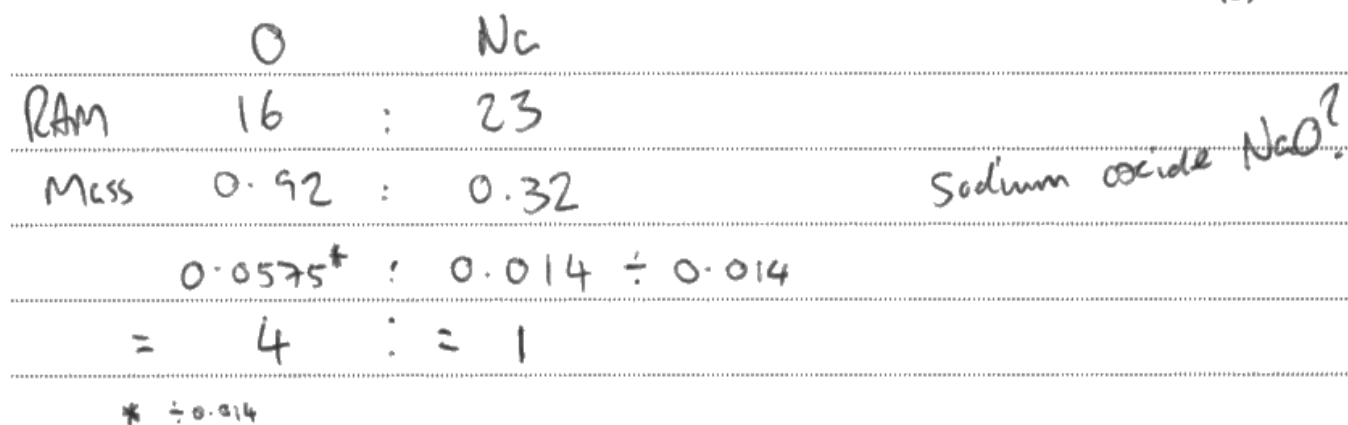 O Na
RAM 16 : 23
Sodium oxide NaO?
Mass 0.92 : 0.32
0.0575* : 0.014 ÷ 0.014
= 4 : = 1
* ÷ 0.014